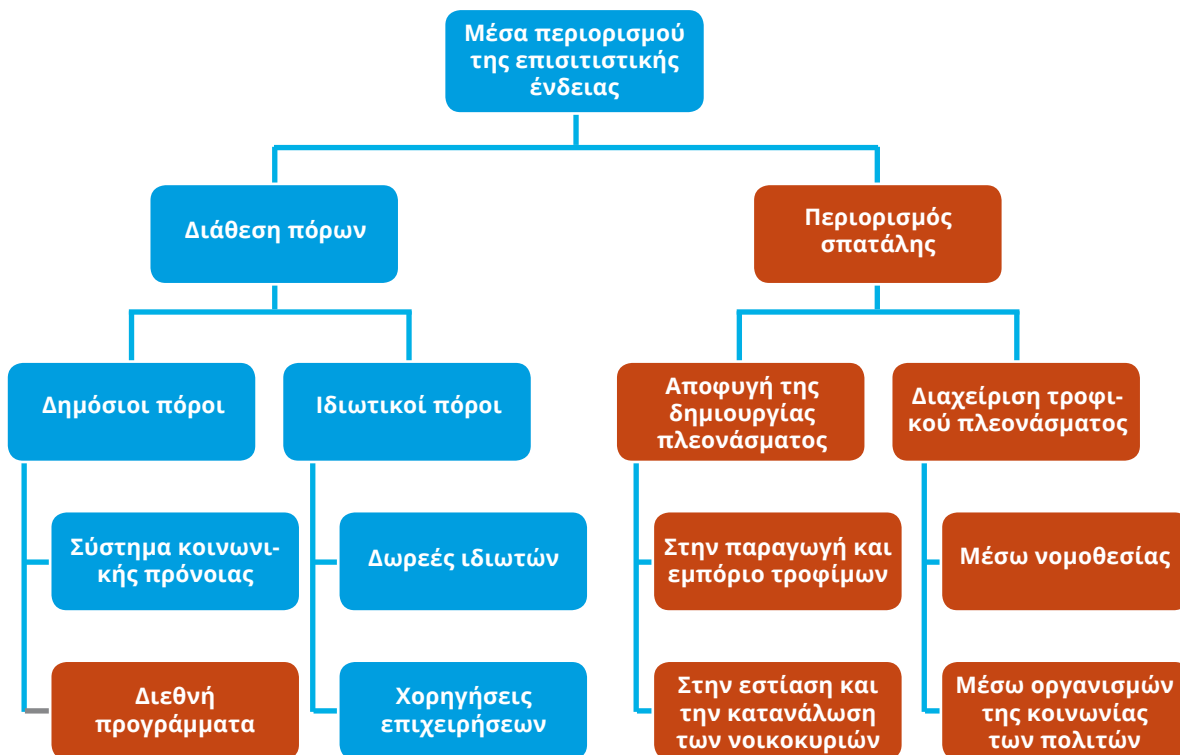 Μέσα περιορισμού
της επισιτιστικής
ένδειας
Διάθεση πόρων
Περιορισμός
σπατάλης
Δημόσιοι πόροι
Ιδιωτικοί πόροι
Αποφυγή της
δημιουργίας
πλεονάσματος
Διαχείριση τροφι-
κού πλεονάσματος
Σύστημα κοινωνι-
κής πρόνοιας
Δωρεές ιδιωτών
Στην παραγωγή και
εμπόριο τροφίμων
Μέσω νομοθεσίας
Διεθνή
προγράμματα
Χορηγήσεις
επιχειρήσεων
Στην εστίαση και
την κατανάλωση
των νοικοκυριών
Μέσω οργανισμών
της κοινωνίας
των πολιτών